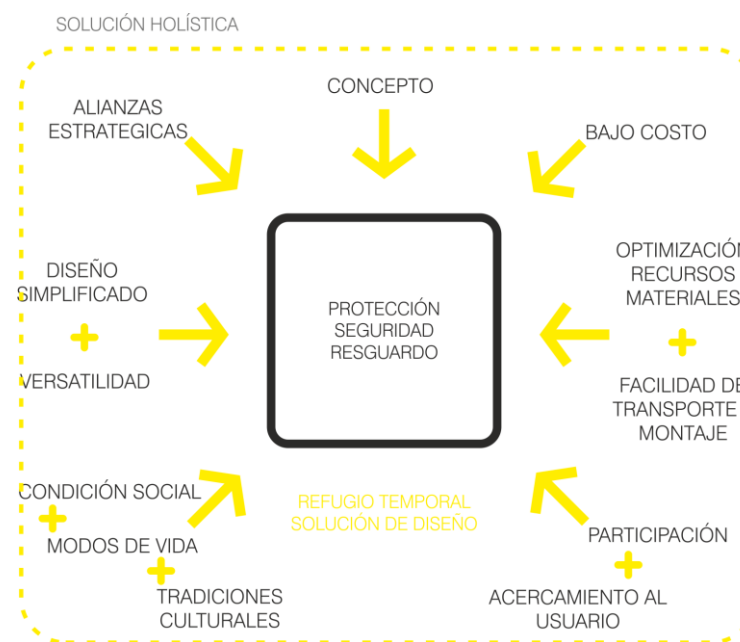 SOLUCIÓN HOLÍSTICA
CONCEPTO
ALIANZAS
ESTRATEGICAS
BAJO COSTO
DISEÑO
SIMPLIFICADO
+
VERSATILIDAD
PROTECCIÓN
SEGURIDAD
RESGUARDO
OPTIMIZACIÓN
RECURSOS
MATERIALES
+
FACILIDAD DE
TRANSPORTE
MONTAJE
CONDICIÓN SOCIAL
+
MODOS DE VIDA
+
TRADICIONES
CULTURALES
REFUGIO TEMPORAL
SOLUCIÓN DE DISEÑO
PARTICIPACIÓN
+
ACERCAMIENTO AL
USUARIO